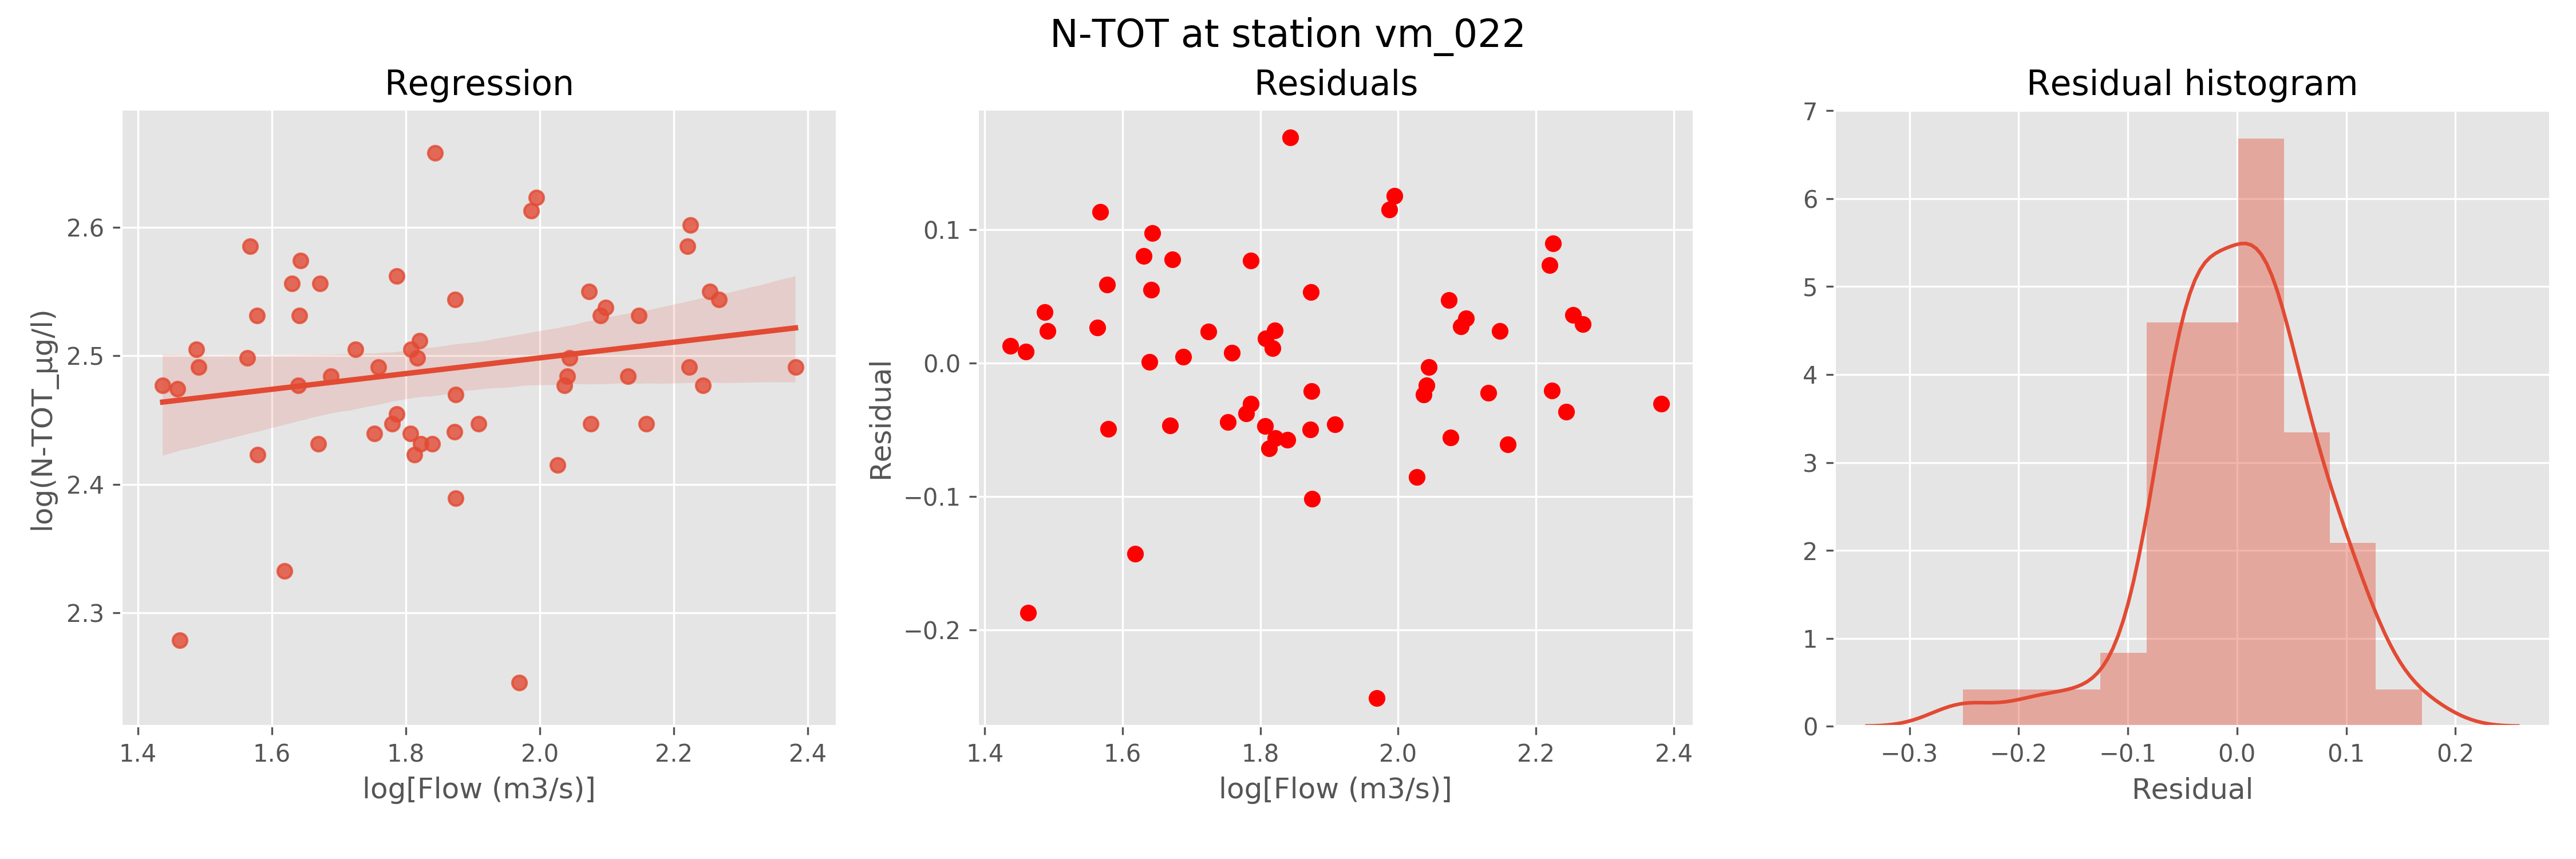 N-TOT at station vm_022
Regression
2.6
2.5
2.4
2.3
log(N-TOT_µg/l)
1.4 1.6 1.8 2.0 2.2 2.4
log[Flow (m3/s)]
Residuals
0.1
0.0
−0.1
−0.2
Residual
1.4 1.6 1.8 2.0 2.2 2.4
log[Flow (m3/s)]
Residual histogram
7
6
5
4
3
2
1
0
−0.3 −0.2 −0.1 0.0 0.1 0.2
Residual